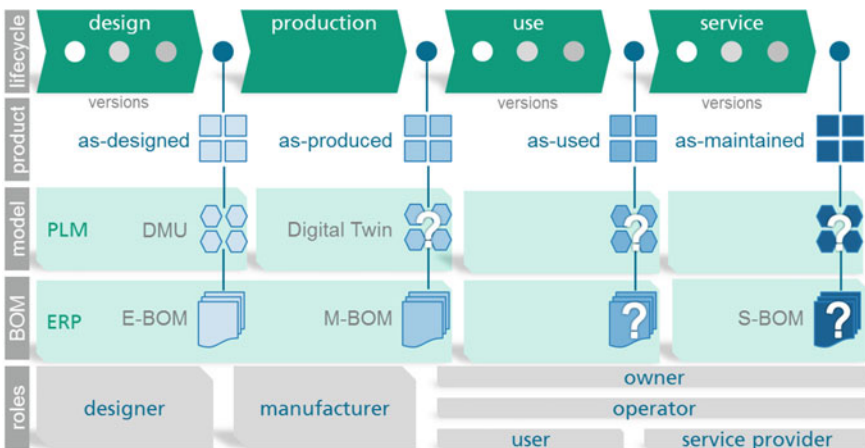 lifecycle
design
production
use
service
versions
versions
versions
product
as-designed
as-produced
as-used
as-maintained
model
PLM
DMU
?
Digital Twin
?
?
BOM
ERP
E-BOM
M-BOM
?
S-BOM
?
roles
designer
manufacturer
owner
operator
user
service provider